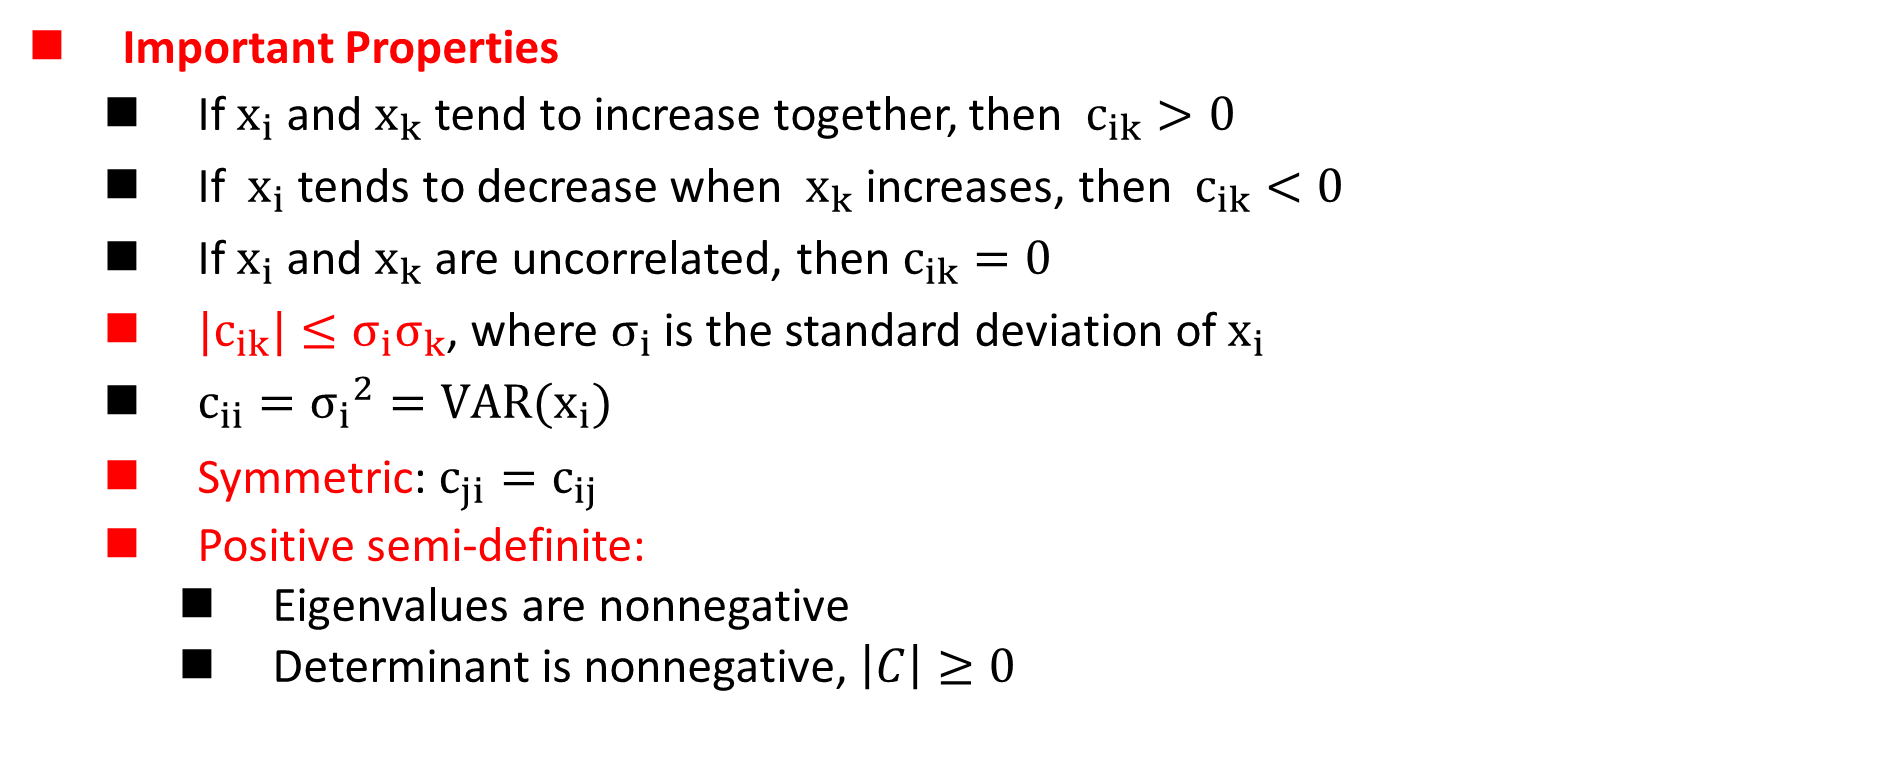 ■ Important Properties
■ If xᵢ and xₖ tend to increase together, then cᵢₖ > 0
■ If xᵢ tends to decrease when xₖ increases, then cᵢₖ < 0
■ If xᵢ and xₖ are uncorrelated, then cᵢₖ = 0
■ |cᵢₖ| ≤ σᵢσₖ, where σᵢ is the standard deviation of xᵢ
■ cᵢᵢ = σᵢ² = VAR(xᵢ)
■ Symmetric: cⱼᵢ = cᵢⱼ
■ Positive semi-definite:
■ Eigenvalues are nonnegative
■ Determinant is nonnegative, |C| ≥ 0